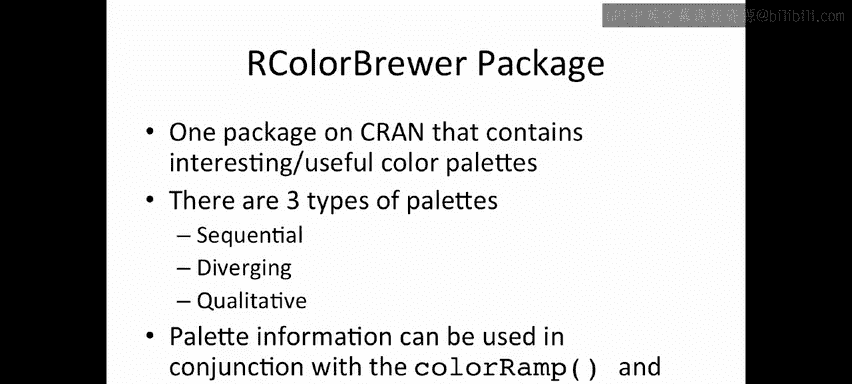 RColorBrewer Package
• One package on CRAN that contains
interesting/useful color palettes
• There are 3 types of palettes
– Sequential
– Diverging
– Qualitative
• Palette information can be used in
conjunction with the colorRamp() and